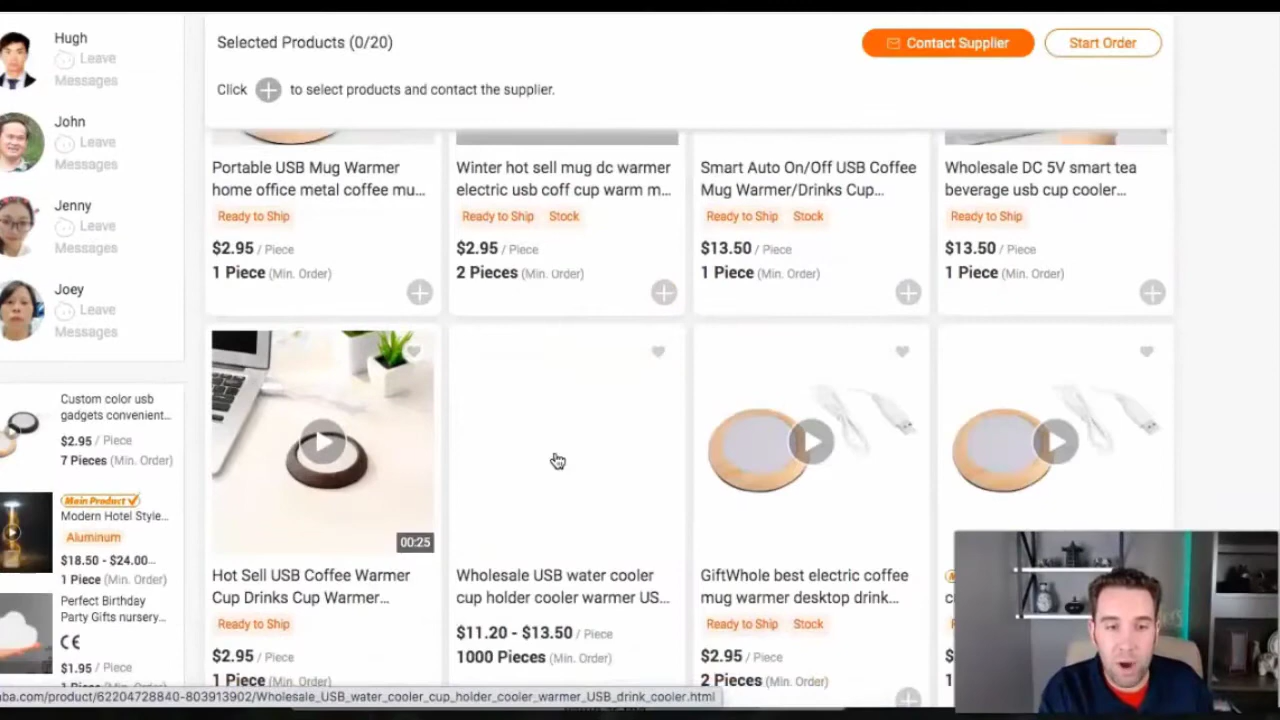 Hugh
Leave
Messages
John
Leave
Messages
Jenny
Leave
Messages
Joey
Leave
Messages
Custom color usb
gadgets convenient...
$2.95 / Piece
7 Pieces (Min. Order)
Main Product
Modern Hotel Style...
Aluminum
$18.50 - $24.00...
1 Piece (Min. Order)
Perfect Birthday
Party Gifts nursery...
CE
$1.95 / Piece
Selected Products (0/20)
Contact Supplier
Start Order
Click + to select products and contact the supplier.
Portable USB Mug Warmer
home office metal coffee mu...
Ready to Ship
$2.95 / Piece
1 Piece (Min. Order)
Winter hot sell mug dc warmer
electric usb coff cup warm m...
Ready to Ship Stock
$2.95 / Piece
2 Pieces (Min. Order)
Smart Auto On/Off USB Coffee
Mug Warmer/Drinks Cup...
Ready to Ship Stock
$13.50 / Piece
1 Piece (Min. Order)
Wholesale DC 5V smart tea
beverage usb cup cooler...
Ready to Ship
$13.50 / Piece
1 Piece (Min. Order)
00:25
Hot Sell USB Coffee Warmer
Cup Drinks Cup Warmer...
Ready to Ship
$2.95 / Piece
1 Piece (Min. Order)
Wholesale USB water cooler
cup holder cooler warmer US...
$11.20 - $13.50 / Piece
1000 Pieces (Min. Order)
GiftWhole best electric coffee
mug warmer desktop drink...
Ready to Ship Stock
$2.95 / Piece
2 Pieces (Min. Order)
aba.com/product/62204728840-803913902/Wholesale_USB_water_cooler_cup_holder_cooler_warmer_USB_drink_cooler.html